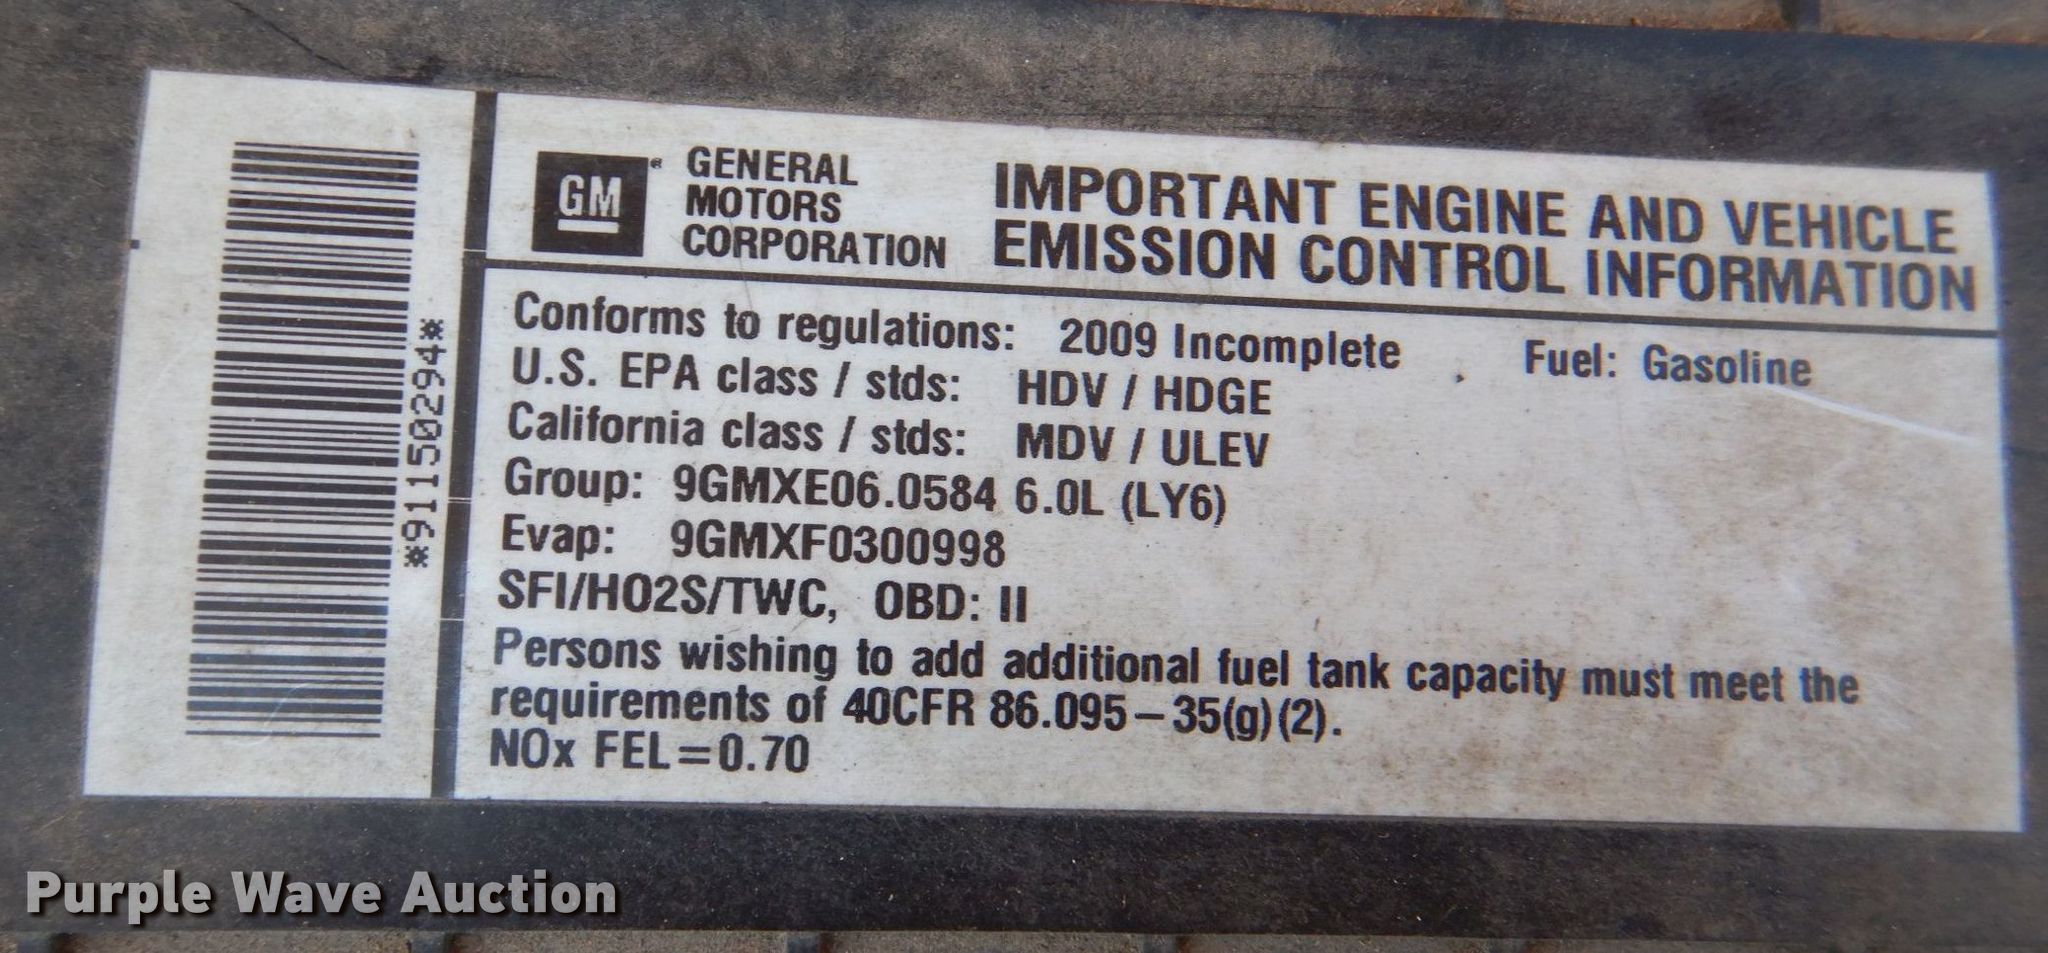 *91150294*
GM
GENERAL
MOTORS
CORPORATION
IMPORTANT ENGINE AND VEHICLE
EMISSION CONTROL INFORMATION
Conforms to regulations: 2009 Incomplete Fuel: Gasoline
U.S. EPA class / stds: HDV / HDGE
California class / stds: MDV / ULEV
Group: 9GMXE06.0584 6.0L (LY6)
Evap: 9GMXF0300998
SFI/HO2S/TWC, OBD: II
Persons wishing to add additional fuel tank capacity must meet the
requirements of 40CFR 86.095–35(g)(2).
NOx FEL=0.70
Purple Wave Auction